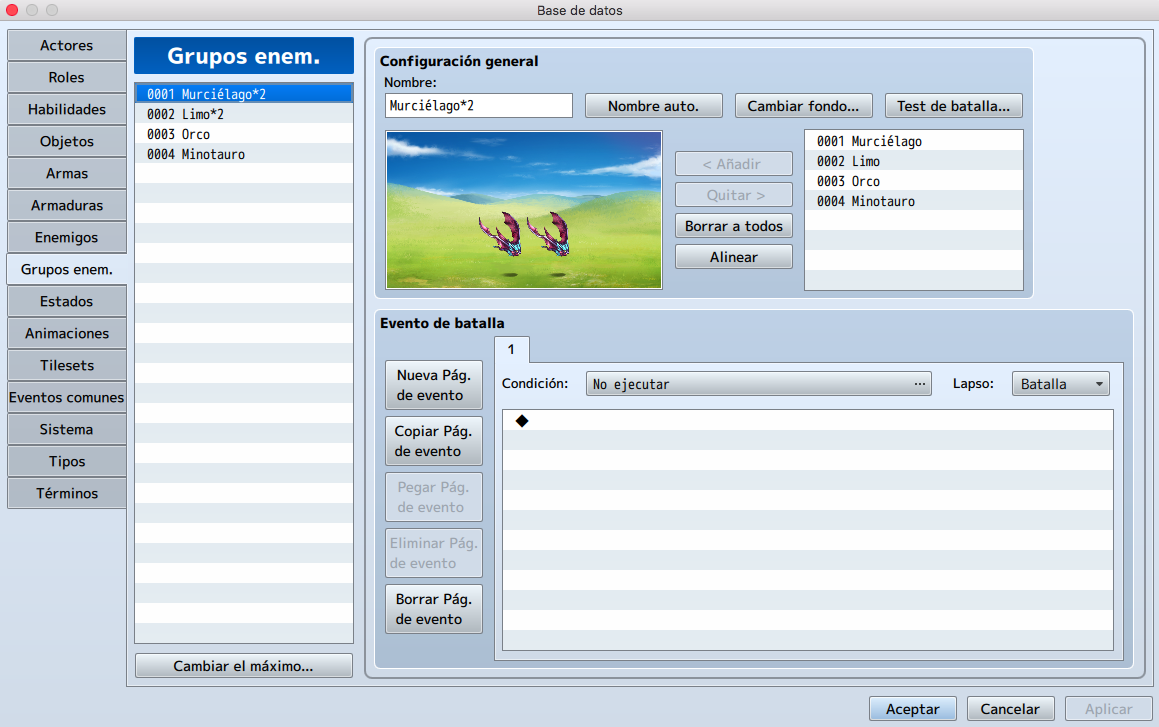 Base de datos
Actores
Roles
Habilidades
Objetos
Armas
Armaduras
Enemigos
Grupos enem.
Estados
Animaciones
Tilesets
Eventos comunes
Sistema
Tipos
Términos
Grupos enem.
0001 Murciélago*2
0002 Limo*2
0003 Orco
0004 Minotauro
Cambiar el máximo...
Configuración general
Nombre:
Murciélago*2
Nombre auto.
Cambiar fondo...
Test de batalla...
< Añadir
Quitar >
Borrar a todos
Alinear
0001 Murciélago
0002 Limo
0003 Orco
0004 Minotauro
Evento de batalla
Nueva Pág.
de evento
Copiar Pág.
de evento
Pegar Pág.
de evento
Eliminar Pág.
de evento
Borrar Pág.
de evento
1
Condición:
No ejecutar
...
Lapso:
Batalla
Aceptar
Cancelar
Aplicar